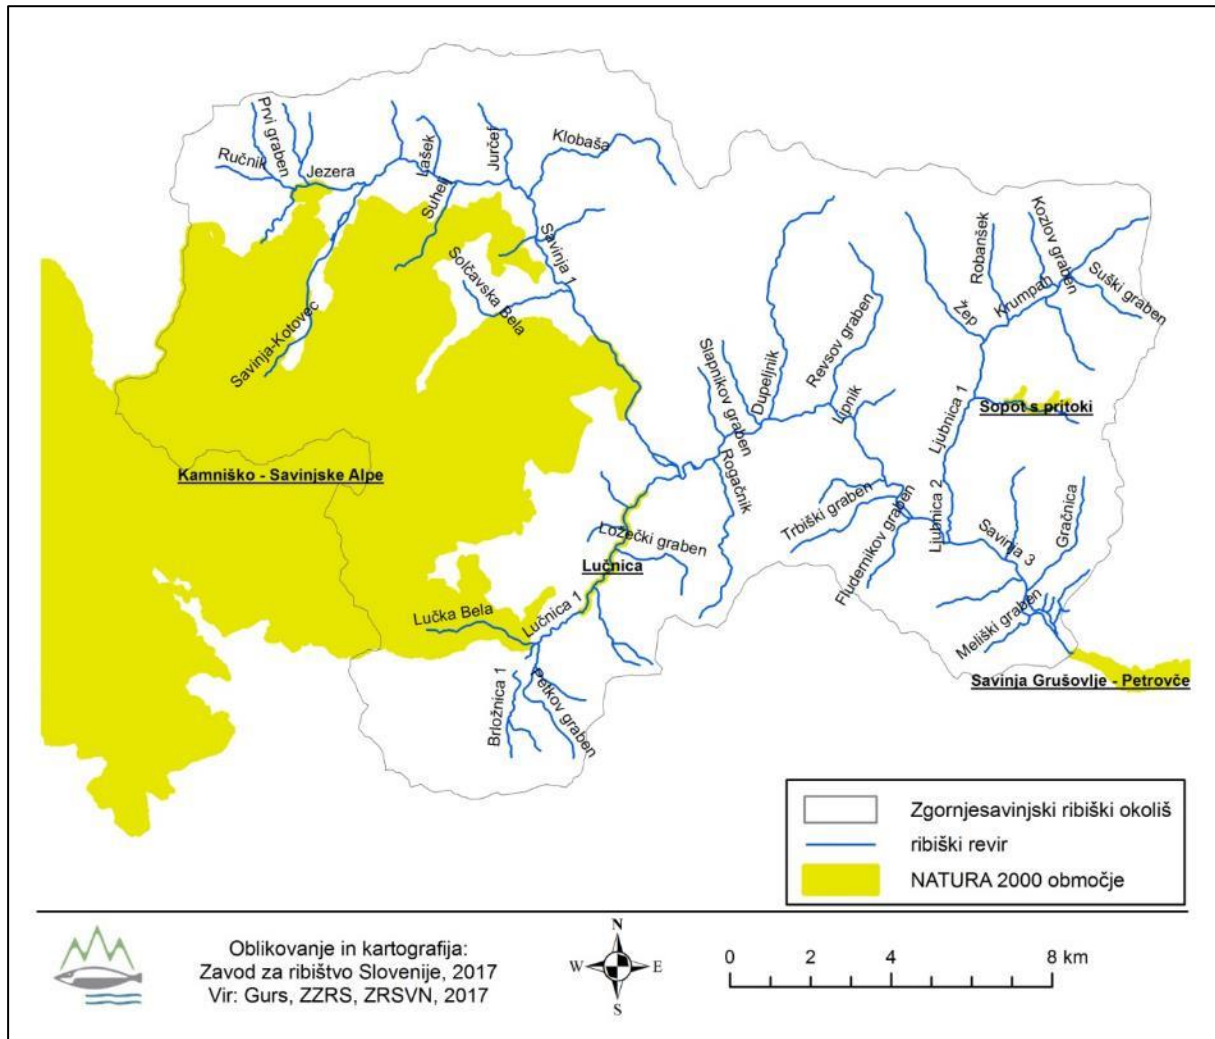 Prvi graben
Ručnik
Jezera
Lašek
Suhelj
Jurčef
Klobaša
Savinja 1
Solčavska Bela
Savinja-Kotovec
Kamniško - Savinjske Alpe
Slapnikov graben
Dupeljnik
Revsov graben
Lipnik
Rogačnik
Žep
Robanšek
Kozlov graben
Krumpah
Suški graben
Ljubnica 1
Sopot s pritoki
Ljubnica 2
Trbiški graben
Fludernikov graben
Savinja 3
Gračnica
Meliški graben
Savinja Grušovlje - Petrovče
Ložečki graben
Lučnica
Lučnica 1
Lučka Bela
Brložnica 1
Petkov graben
Zgornjesavinjski ribiški okoliš
ribiški revir
NATURA 2000 območje
Oblikovanje in kartografija:
Zavod za ribištvo Slovenije, 2017
Vir: Gurs, ZZRS, ZRSVN, 2017
N
W E
S
0 2 4 8 km